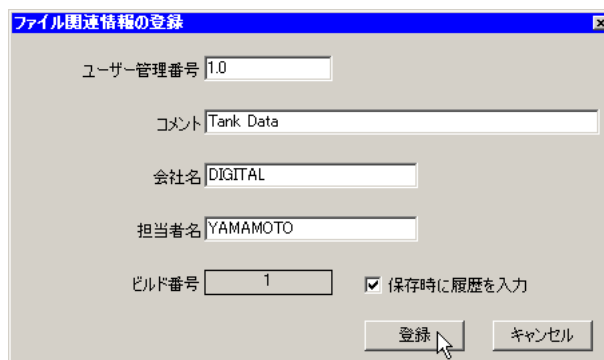 ファイル関連情報の登録
ユーザー管理番号 1.0
コメント Tank Data
会社名 DIGITAL
担当者名 YAMAMOTO
ビルド番号 1 保存時に履歴を入力
登録 キャンセル